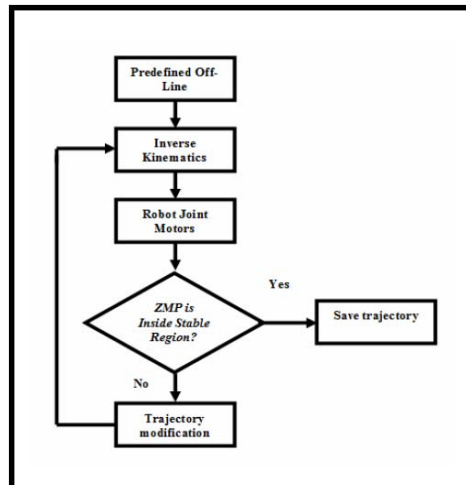 Predefined Off-
Line
Inverse
Kinematics
Robot Joint
Motors
ZMP is
Inside Stable
Region?
Yes
Save trajectory
No
Trajectory
modification